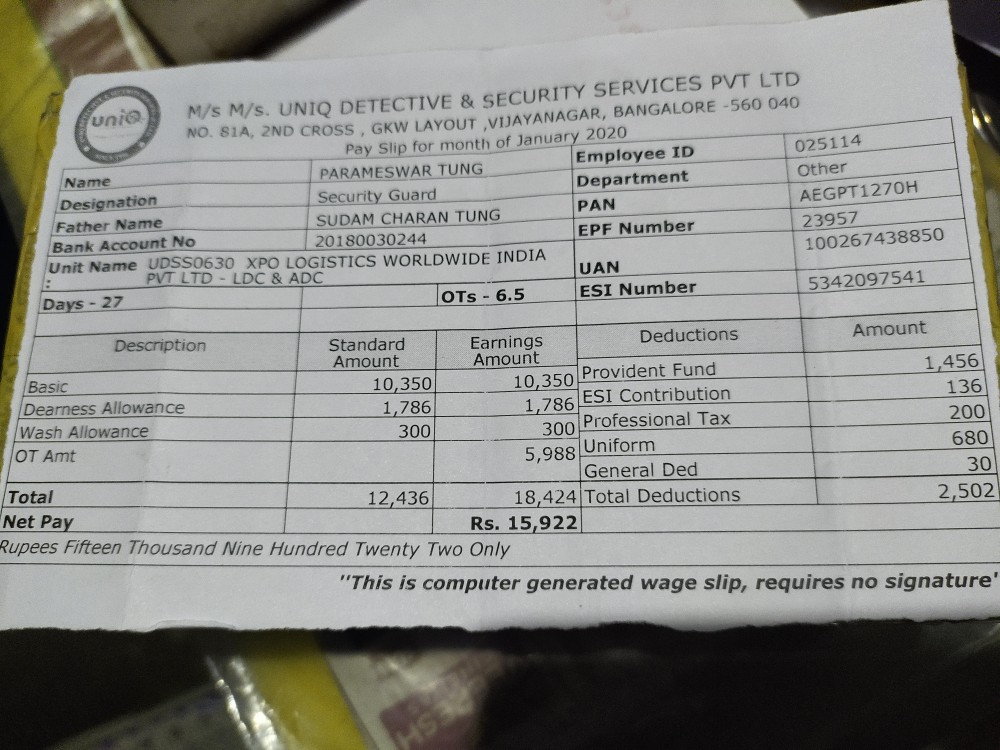 uniQ
M/s M/s. UNIQ DETECTIVE & SECURITY SERVICES PVT LTD
NO. 81A, 2ND CROSS , GKW LAYOUT ,VIJAYANAGAR, BANGALORE -560 040
Pay Slip for month of January 2020
Name PARAMESWAR TUNG Employee ID 025114
Designation Security Guard Department Other
Father Name SUDAM CHARAN TUNG PAN AEGPT1270H
Bank Account No 20180030244 EPF Number 23957
Unit Name : UDSS0630 XPO LOGISTICS WORLDWIDE INDIA
PVT LTD - LDC & ADC UAN 100267438850
Days - 27 OTs - 6.5 ESI Number 5342097541
Description Standard Amount Earnings Amount Deductions Amount
Basic 10,350 10,350 Provident Fund 1,456
Dearness Allowance 1,786 1,786 ESI Contribution 136
Wash Allowance 300 300 Professional Tax 200
OT Amt 5,988 Uniform 680
General Ded 30
Total 12,436 18,424 Total Deductions 2,502
Net Pay Rs. 15,922
Rupees Fifteen Thousand Nine Hundred Twenty Two Only
"This is computer generated wage slip, requires no signature'